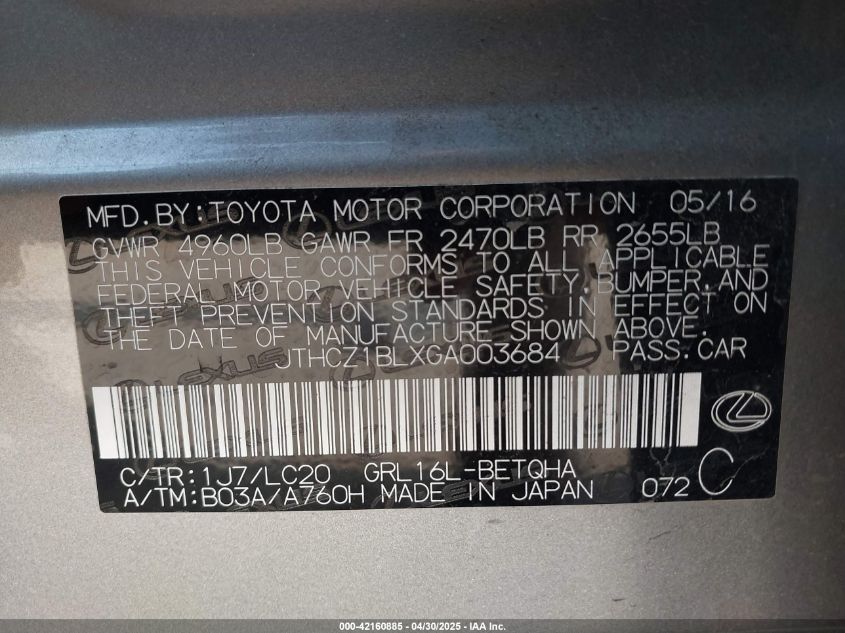 MFD.BY:TOYOTA MOTOR CORPORATION 05/16
GVWR 4960LB GAWR FR 2470LB RR 2655LB
THIS VEHICLE CONFORMS TO ALL APPLICABLE
FEDERAL MOTOR VEHICLE SAFETY,BUMPER,AND
THEFT PREVENTION STANDARDS IN EFFECT ON
THE DATE OF MANUFACTURE SHOWN ABOVE.
JTHCZ1BLXGA003684 PASS.CAR
C/TR:1J7/LC20 GRL16L-BETQHA
A/TM:B03A/A760H MADE IN JAPAN 072 C
000-42160885 - 04/30/2025 - IAA Inc.